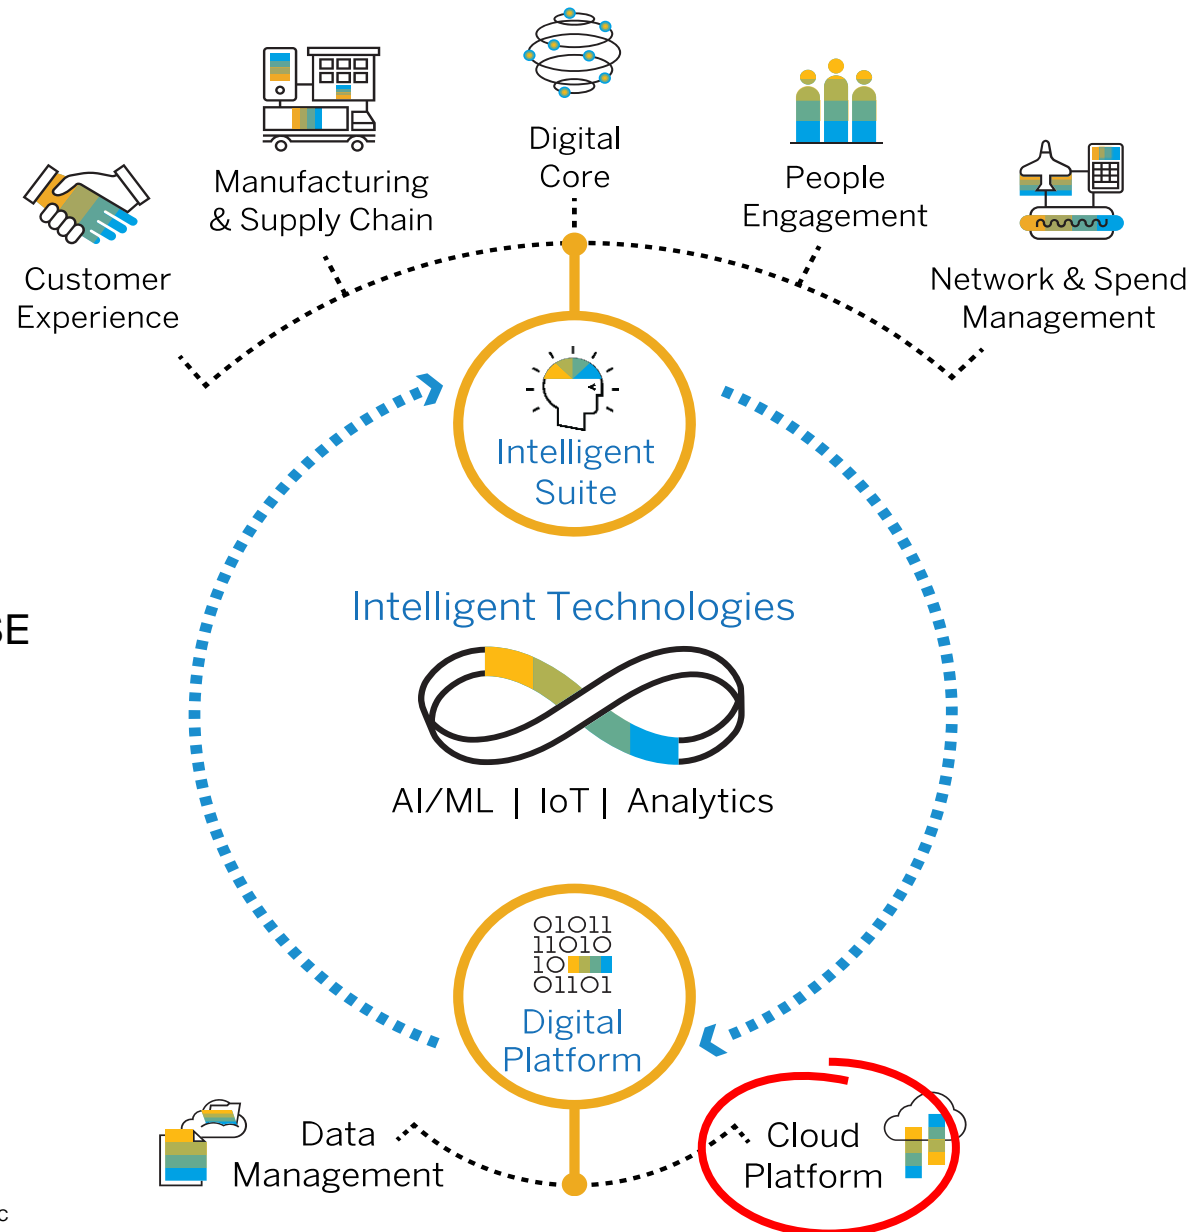 Digital
Core
Manufacturing
& Supply Chain
People
Engagement
Customer
Experience
Network & Spend
Management
Intelligent
Suite
Intelligent Technologies
SE
AI/ML | IoT | Analytics
01011
11010
10
01101
Digital
Platform
Data
Management
Cloud
Platform
c